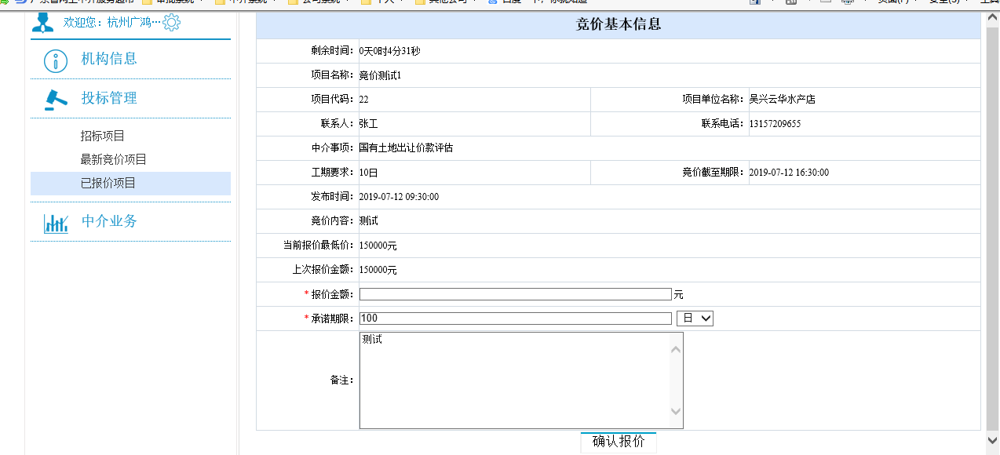 欢迎您：杭州广鸿…
机构信息
投标管理
招标项目
最新竞价项目
已报价项目
中介业务
竞价基本信息
剩余时间：0天0时4分31秒
项目名称：竞价测试1
项目代码：22 项目单位名称：吴兴云华水产店
联系人：张工 联系电话：13157209655
中介事项：国有土地出让价款评估
工期要求：10日 竞价截至期限：2019-07-12 16:30:00
发布时间：2019-07-12 09:30:00
竞价内容：测试
当前报价最低价：150000元
上次报价金额：150000元
*报价金额： 元
*承诺期限：100 日
备注：测试
确认报价